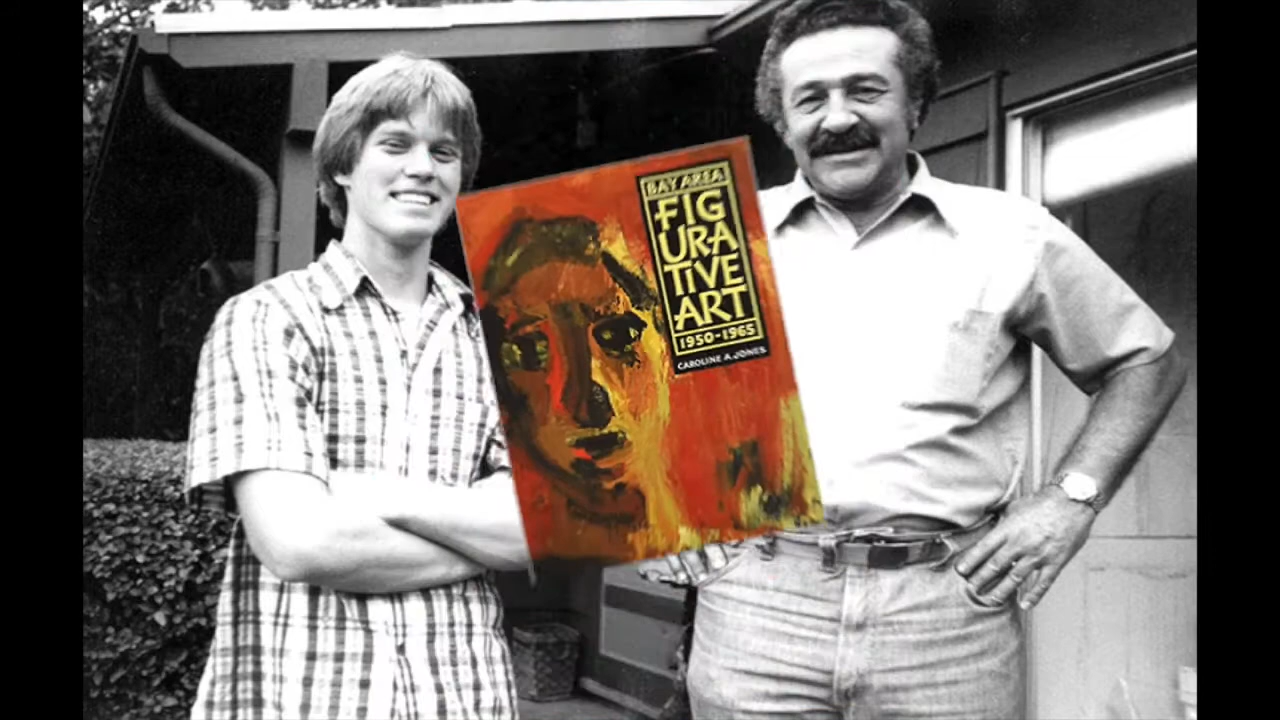 BAY AREA
FIG
URA
TIVE
ART
1950-1965
CAROLINE A. JONES